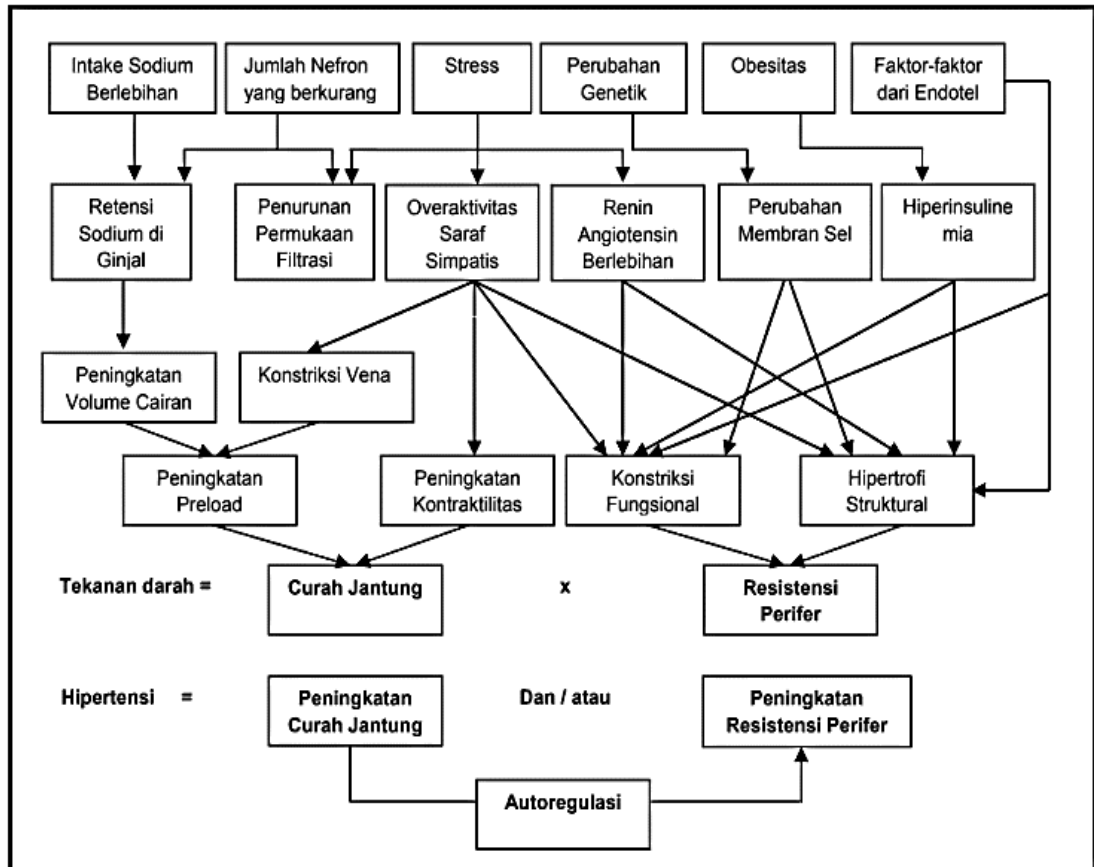 Intake Sodium
Berlebihan
Jumlah Nefron
yang berkurang
Stress
Perubahan
Genetik
Obesitas
Faktor-faktor
dari Endotel
Retensi
Sodium di
Ginjal
Penurunan
Permukaan
Filtrasi
Overaktivitas
Saraf
Simpatis
Renin
Angiotensin
Berlebihan
Perubahan
Membran Sel
Hiperinsuline
mia
Peningkatan
Volume Cairan
Konstriksi Vena
Peningkatan
Preload
Peningkatan
Kontraktilitas
Konstriksi
Fungsional
Hipertrofi
Struktural
Tekanan darah =
Curah Jantung
x
Resistensi
Perifer
Hipertensi =
Peningkatan
Curah Jantung
Dan / atau
Peningkatan
Resistensi Perifer
Autoregulasi